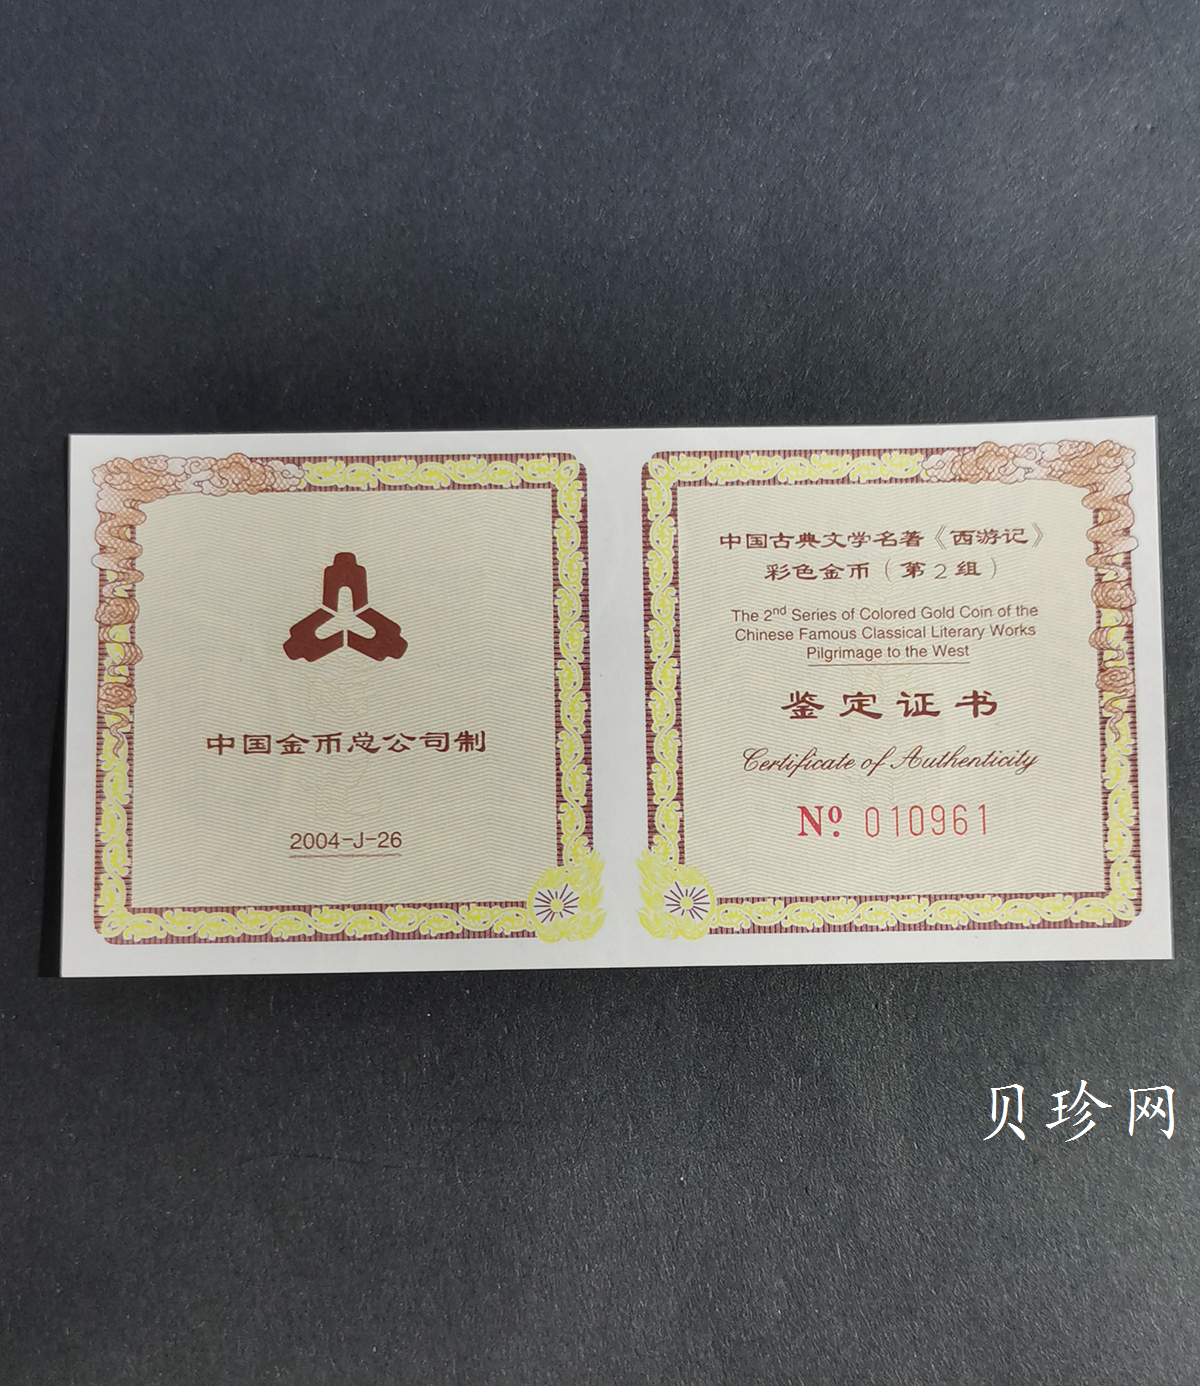 中国金币总公司制
2004-J-26
中国古典文学名著《西游记》
彩色金币（第2组）
The 2nd Series of Colored Gold Coin of the
Chinese Famous Classical Literary Works
Pilgrimage to the West
鉴定证书
Certificate of Authenticity
Nº 010961
贝珍网